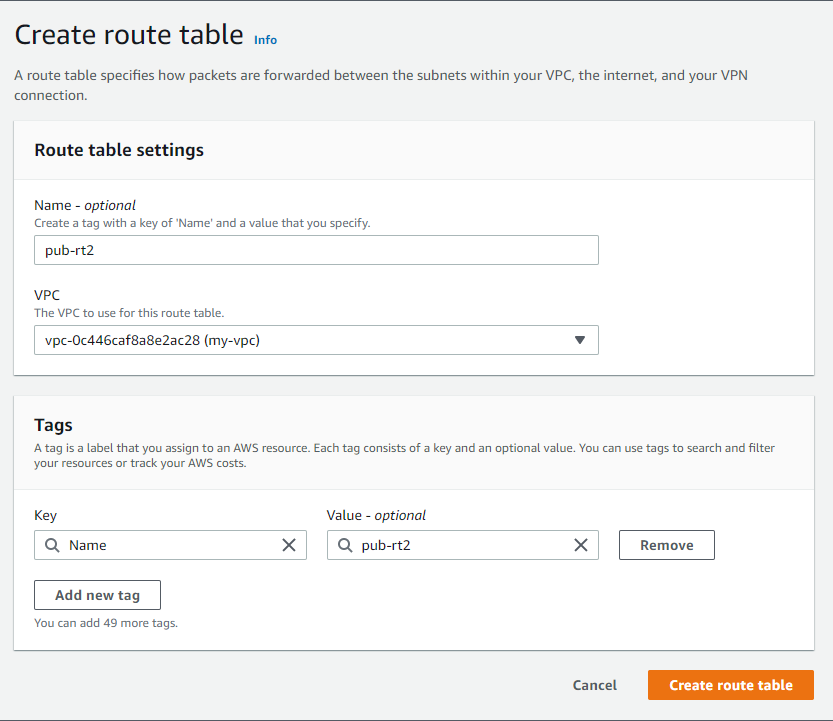 Create route table Info
A route table specifies how packets are forwarded between the subnets within your VPC, the internet, and your VPN
connection.
Route table settings
Name - optional
Create a tag with a key of 'Name' and a value that you specify.
pub-rt2
VPC
The VPC to use for this route table.
vpc-0c446caf8a8e2ac28 (my-vpc)
Tags
A tag is a label that you assign to an AWS resource. Each tag consists of a key and an optional value. You can use tags to search and filter
your resources or track your AWS costs.
Key Value - optional
Name pub-rt2 Remove
Add new tag
You can add 49 more tags.
Cancel Create route table